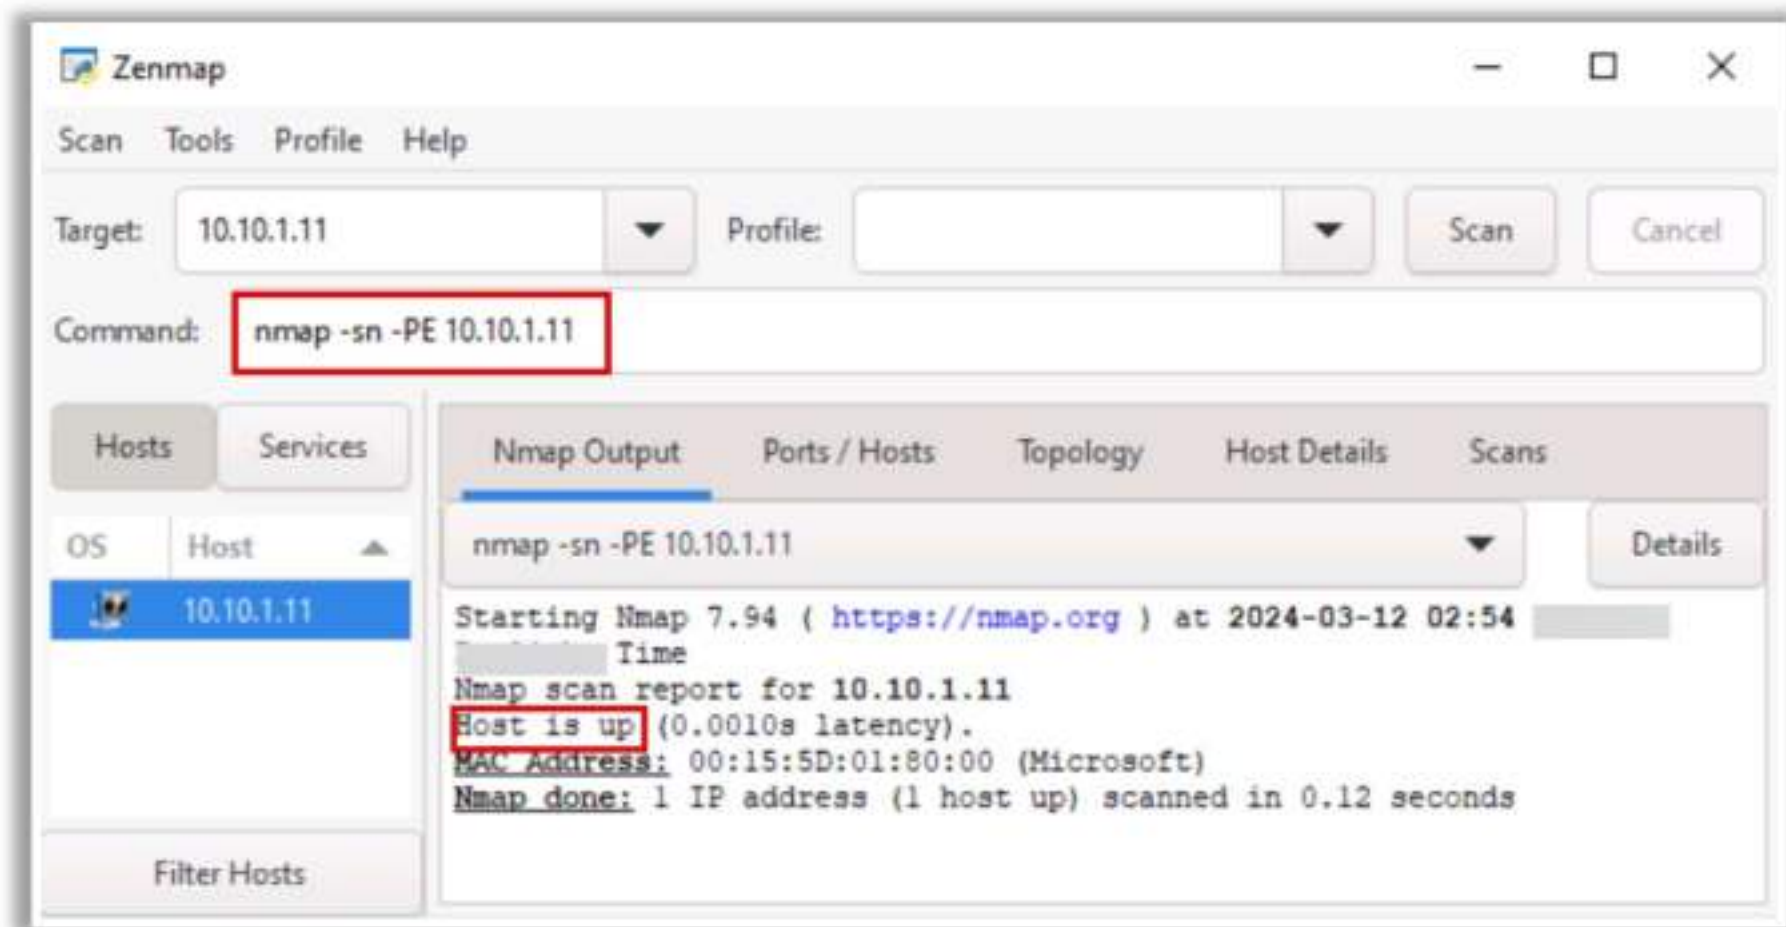 Zenmap
Scan Tools Profile Help
Target: 10.10.1.11 Profile: Scan Cancel
Command: nmap -sn -PE 10.10.1.11
Hosts Services
Nmap Output Ports / Hosts Topology Host Details Scans
OS Host
nmap -sn -PE 10.10.1.11 Details
10.10.1.11
Starting Nmap 7.94 ( https://nmap.org ) at 2024-03-12 02:54
Time
Nmap scan report for 10.10.1.11
Host is up (0.0010s latency).
MAC Address: 00:15:5D:01:80:00 (Microsoft)
Nmap done: 1 IP address (1 host up) scanned in 0.12 seconds
Filter Hosts